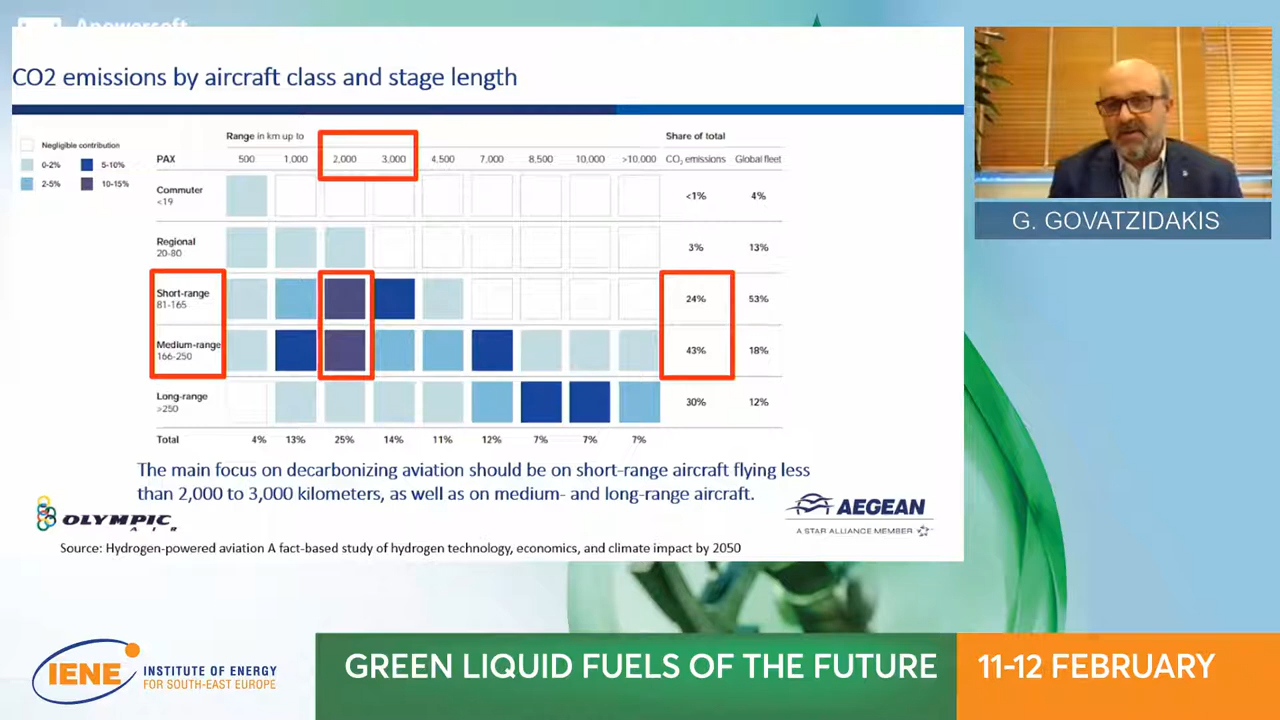 Apowersoft
CO2 emissions by aircraft class and stage length
Negligible contribution
0-2% 5-10%
2-5% 10-15%
Range in km up to Share of total
PAX 500 1,000 2,000 3,000 4,500 7,000 8,500 10,000 >10,000 CO2 emissions Global fleet
Commuter
<19 <1% 4%
Regional
20-80 3% 13%
Short-range
81-165 24% 53%
Medium-range
166-250 43% 18%
Long-range
>250 30% 12%
Total 4% 13% 25% 14% 11% 12% 7% 7% 7%
The main focus on decarbonizing aviation should be on short-range aircraft flying less
than 2,000 to 3,000 kilometers, as well as on medium- and long-range aircraft.
OLYMPIC
AIR
AEGEAN
A STAR ALLIANCE MEMBER
Source: Hydrogen-powered aviation A fact-based study of hydrogen technology, economics, and climate impact by 2050
G. GOVATZIDAKIS
IENE INSTITUTE OF ENERGY
FOR SOUTH-EAST EUROPE
GREEN LIQUID FUELS OF THE FUTURE
11-12 FEBRUARY